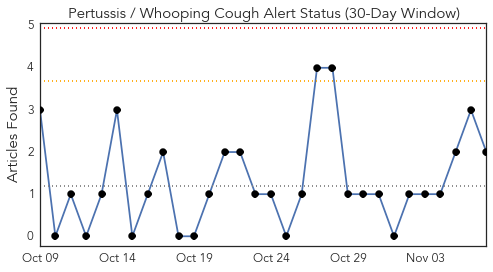 Pertussis / Whooping Cough Alert Status (30-Day Window)
Articles Found
5
4
3
2
1
0
Oct 09 Oct 14 Oct 19 Oct 24 Oct 29 Nov 03